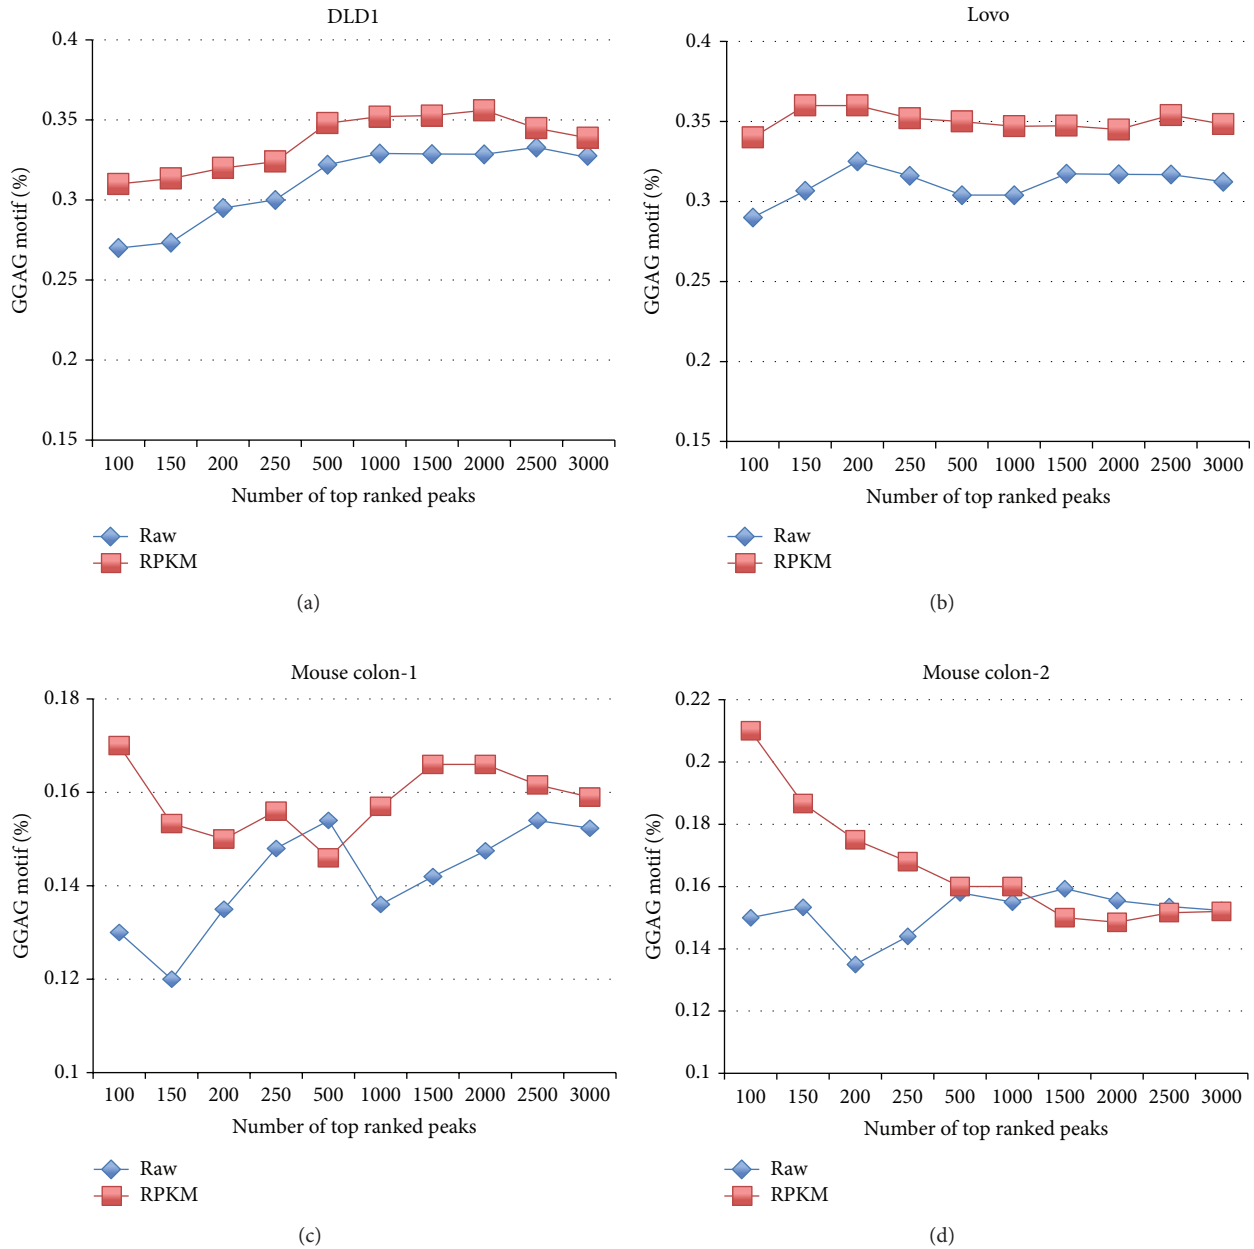 DLD1
0.4
0.35
0.3
0.25
0.2
0.15
GGAG motif (%)
100 150 200 250 500 1000 1500 2000 2500 3000
Number of top ranked peaks
Raw
RPKM
(a)
Lovo
0.4
0.35
0.3
0.25
0.2
0.15
GGAG motif (%)
100 150 200 250 500 1000 1500 2000 2500 3000
Number of top ranked peaks
Raw
RPKM
(b)
Mouse colon-1
0.18
0.16
0.14
0.12
0.1
GGAG motif (%)
100 150 200 250 500 1000 1500 2000 2500 3000
Number of top ranked peaks
Raw
RPKM
(c)
Mouse colon-2
0.22
0.2
0.18
0.16
0.14
0.12
0.1
GGAG motif (%)
100 150 200 250 500 1000 1500 2000 2500 3000
Number of top ranked peaks
Raw
RPKM
(d)